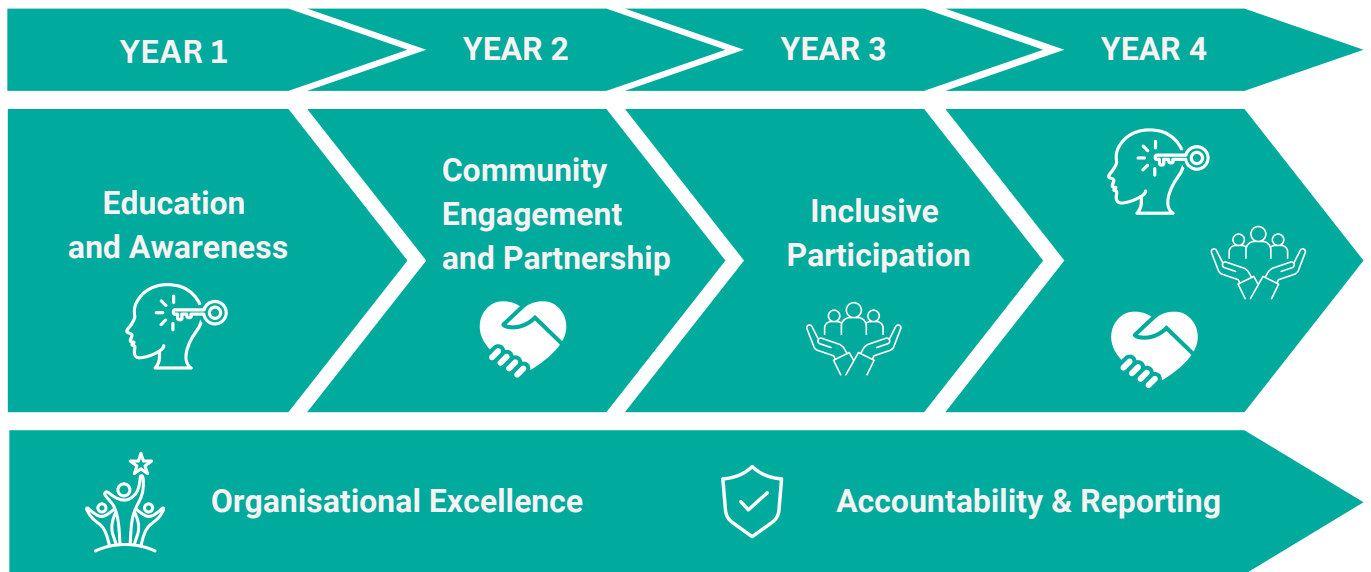 YEAR 1
YEAR 2
YEAR 3
YEAR 4
Education
and Awareness
Community
Engagement
and Partnership
Inclusive
Participation
Organisational Excellence
Accountability & Reporting